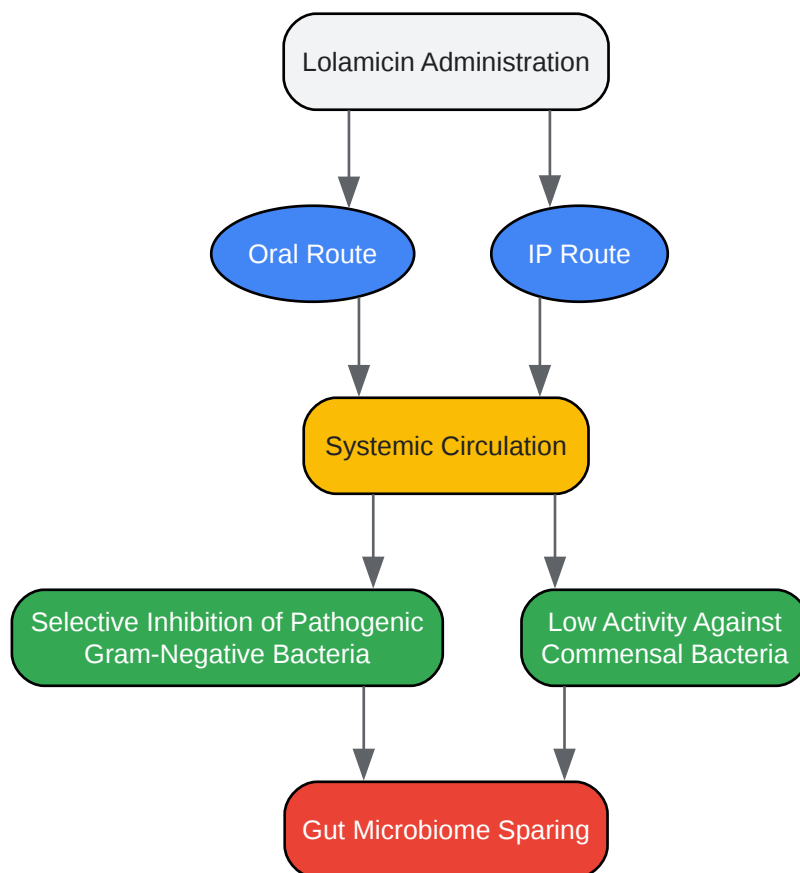 Lolamicin Administration
Oral Route
IP Route
Systemic Circulation
Selective Inhibition of Pathogenic
Gram-Negative Bacteria
Low Activity Against
Commensal Bacteria
Gut Microbiome Sparing